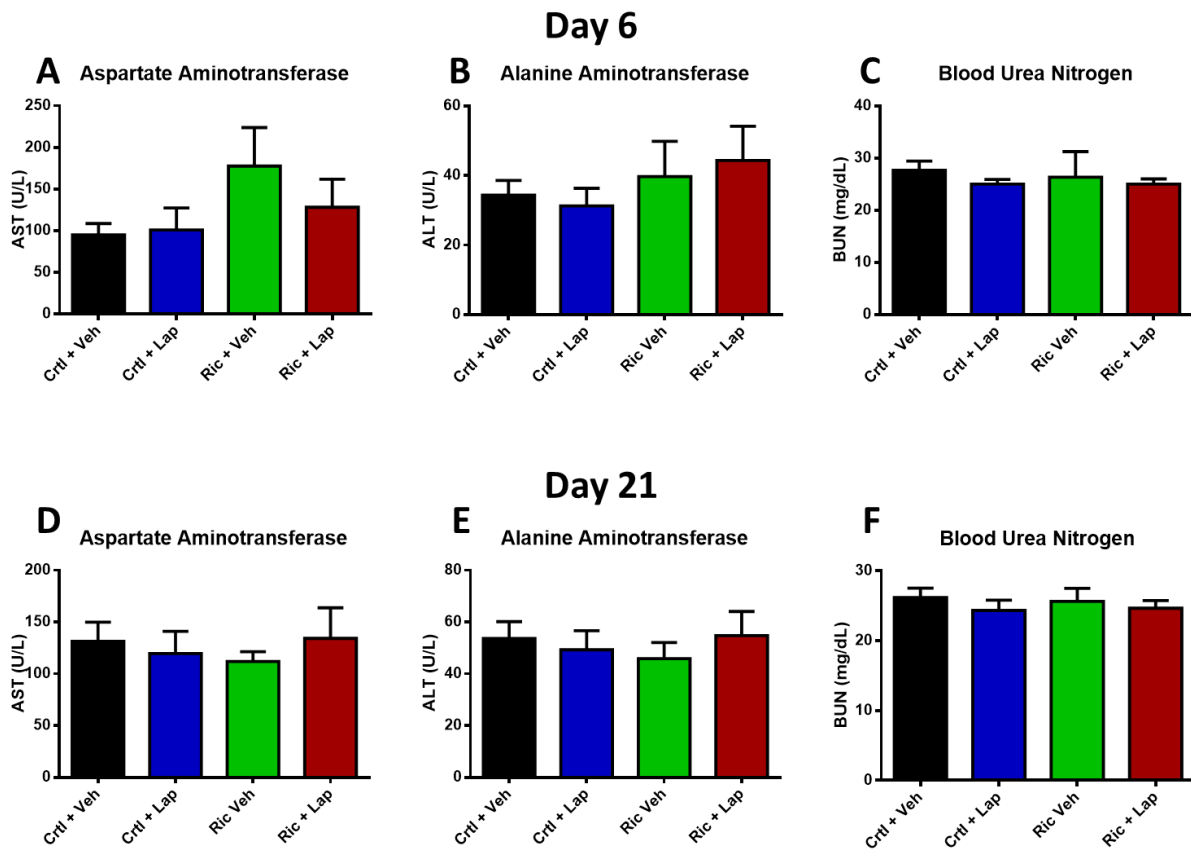 Day 6
A Aspartate Aminotransferase
AST (U/L)
250
200
150
100
50
0
Crtl + Veh
Crtl + Lap
Ric + Veh
Ric + Lap
B Alanine Aminotransferase
ALT (U/L)
60
40
20
0
Crtl + Veh
Crtl + Lap
Ric Veh
Ric + Lap
C Blood Urea Nitrogen
BUN (mg/dL)
40
30
20
10
0
Crtl + Veh
Crtl + Lap
Ric + Veh
Ric + Lap
Day 21
D Aspartate Aminotransferase
AST (U/L)
200
150
100
50
0
Crtl + Veh
Crtl + Lap
Ric Veh
Ric + Lap
E Alanine Aminotransferase
ALT (U/L)
80
60
40
20
0
Crtl + Veh
Crtl + Lap
Ric Veh
Ric + Lap
F Blood Urea Nitrogen
BUN (mg/dL)
30
20
10
0
Crtl + Veh
Crtl + Lap
Ric Veh
Ric + Lap